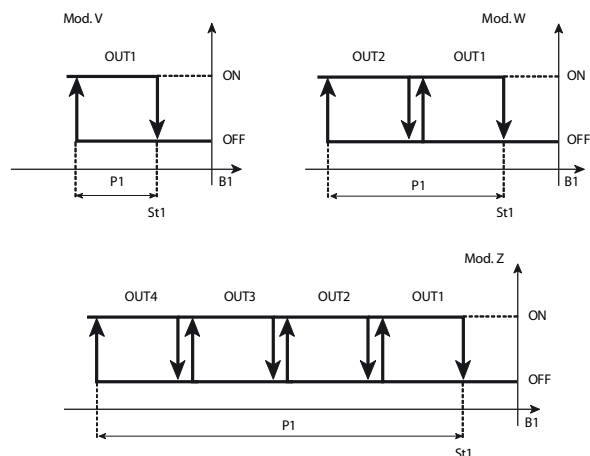 Mod. V
OUT1
ON
OFF
P1
B1
St1
Mod. W
OUT2 OUT1
ON
OFF
P1
B1
St1
Mod. Z
OUT4 OUT3 OUT2 OUT1
ON
OFF
P1
B1
St1